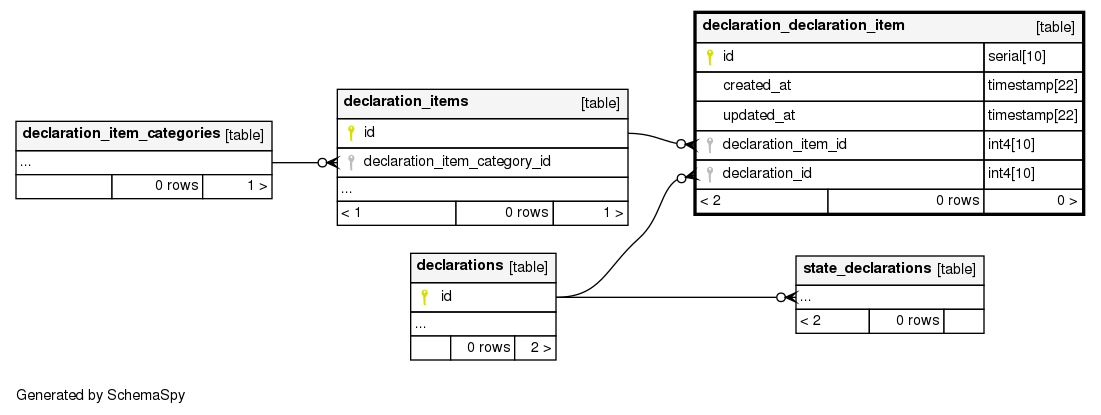 declaration_declaration_item [table]
id serial[10]
created_at timestamp[22]
updated_at timestamp[22]
declaration_item_id int4[10]
declaration_id int4[10]
< 2 0 rows 0 >
declaration_items [table]
id
declaration_item_category_id
...
< 1 0 rows 1 >
declaration_item_categories [table]
...
0 rows 1 >
declarations [table]
id
...
0 rows 2 >
state_declarations [table]
...
< 2 0 rows
Generated by SchemaSpy